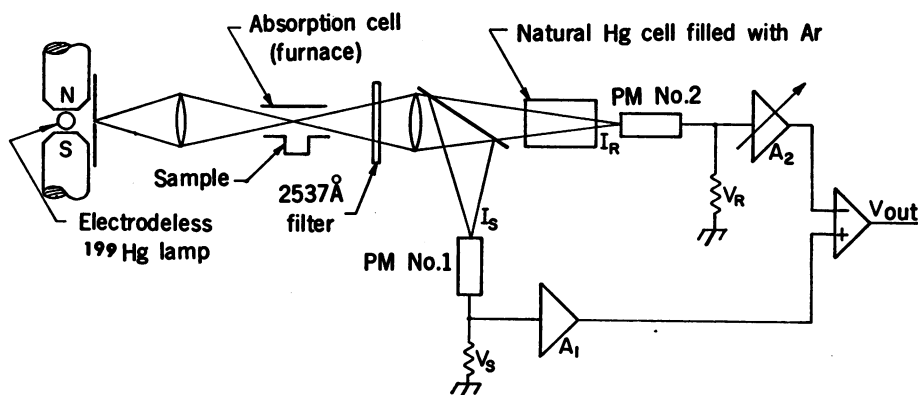 Absorption cell
(furnace)
Natural Hg cell filled with Ar
N
S
PM No.2
I_R
A_2
Sample
2537Å
filter
V_R
V_out
Electrodeless
199 Hg lamp
I_S
PM No.1
A_1
V_S
−
+